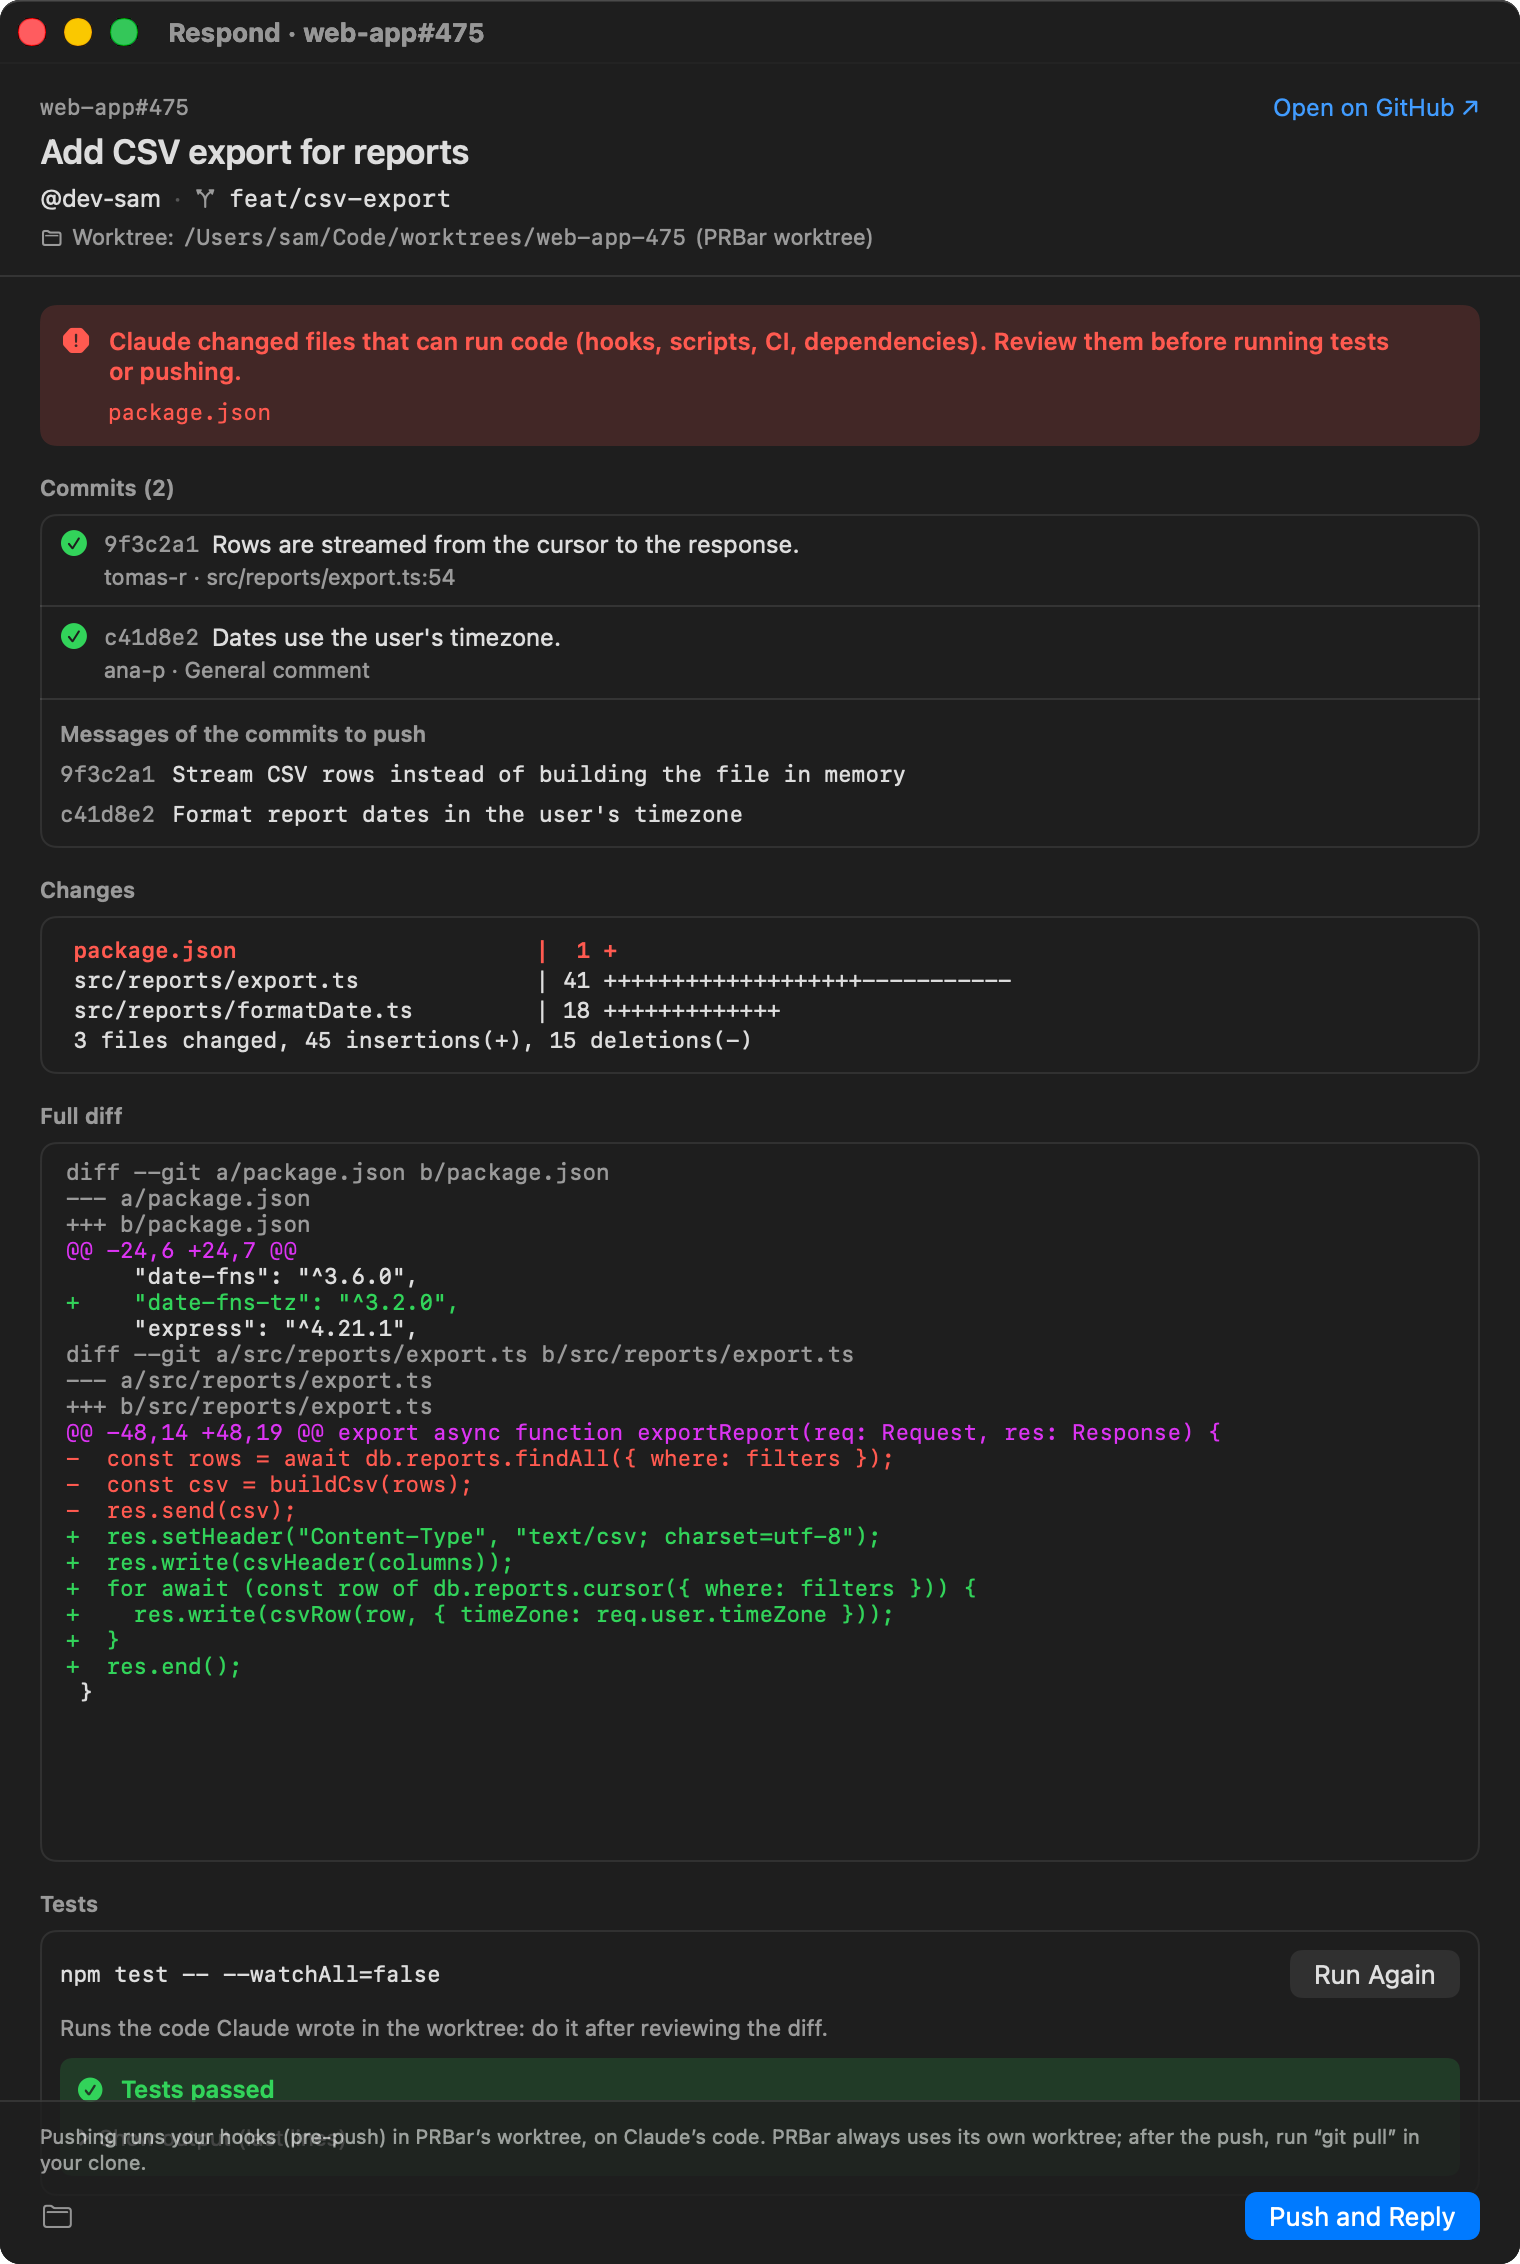 Respond · web-app#475
web-app#475
Open on GitHub ↗
Add CSV export for reports
@dev-sam · feat/csv-export
Worktree: /Users/sam/Code/worktrees/web-app-475 (PRBar worktree)
Claude changed files that can run code (hooks, scripts, CI, dependencies). Review them before running tests
or pushing.
package.json
Commits (2)
9f3c2a1 Rows are streamed from the cursor to the response.
tomas-r · src/reports/export.ts:54
c41d8e2 Dates use the user's timezone.
ana-p · General comment
Messages of the commits to push
9f3c2a1 Stream CSV rows instead of building the file in memory
c41d8e2 Format report dates in the user's timezone
Changes
package.json | 1 +
src/reports/export.ts | 41 +++++++++++++++++++-----------
src/reports/formatDate.ts | 18 +++++++++++++
3 files changed, 45 insertions(+), 15 deletions(-)
Full diff
diff --git a/package.json b/package.json
--- a/package.json
+++ b/package.json
@@ -24,6 +24,7 @@
"date-fns": "^3.6.0",
+ "date-fns-tz": "^3.2.0",
"express": "^4.21.1",
diff --git a/src/reports/export.ts b/src/reports/export.ts
--- a/src/reports/export.ts
+++ b/src/reports/export.ts
@@ -48,14 +48,19 @@ export async function exportReport(req: Request, res: Response) {
- const rows = await db.reports.findAll({ where: filters });
- const csv = buildCsv(rows);
- res.send(csv);
+ res.setHeader("Content-Type", "text/csv; charset=utf-8");
+ res.write(csvHeader(columns));
+ for await (const row of db.reports.cursor({ where: filters })) {
+ res.write(csvRow(row, { timeZone: req.user.timeZone }));
+ }
+ res.end();
}
Tests
npm test -- --watchAll=false
Run Again
Runs the code Claude wrote in the worktree: do it after reviewing the diff.
Tests passed
Pushing runs your hooks (pre-push) in PRBar’s worktree, on Claude’s code. PRBar always uses its own worktree; after the push, run “git pull” in
your clone.
Push and Reply